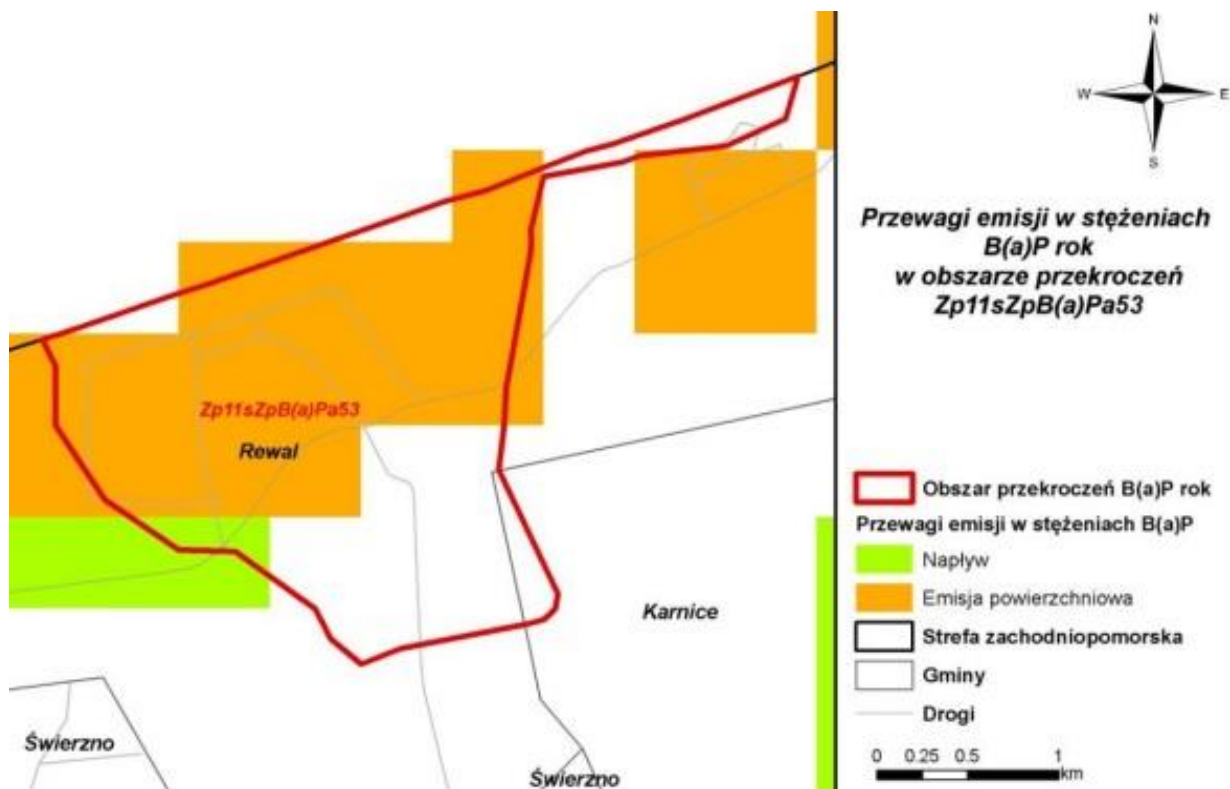 N
W
E
S
Przewagi emisji w stężeniach
B(a)P rok
w obszarze przekroczeń
Zp11sZpB(a)Pa53
Zp11sZpB(a)Pa53
Rewal
Karnice
Świerzno
Świerzno
Obszar przekroczeń B(a)P rok
Przewagi emisji w stężeniach B(a)P
Napływ
Emisja powierzchniowa
Strefa zachodniopomorska
Gminy
Drogi
0 0.25 0.5 1
km